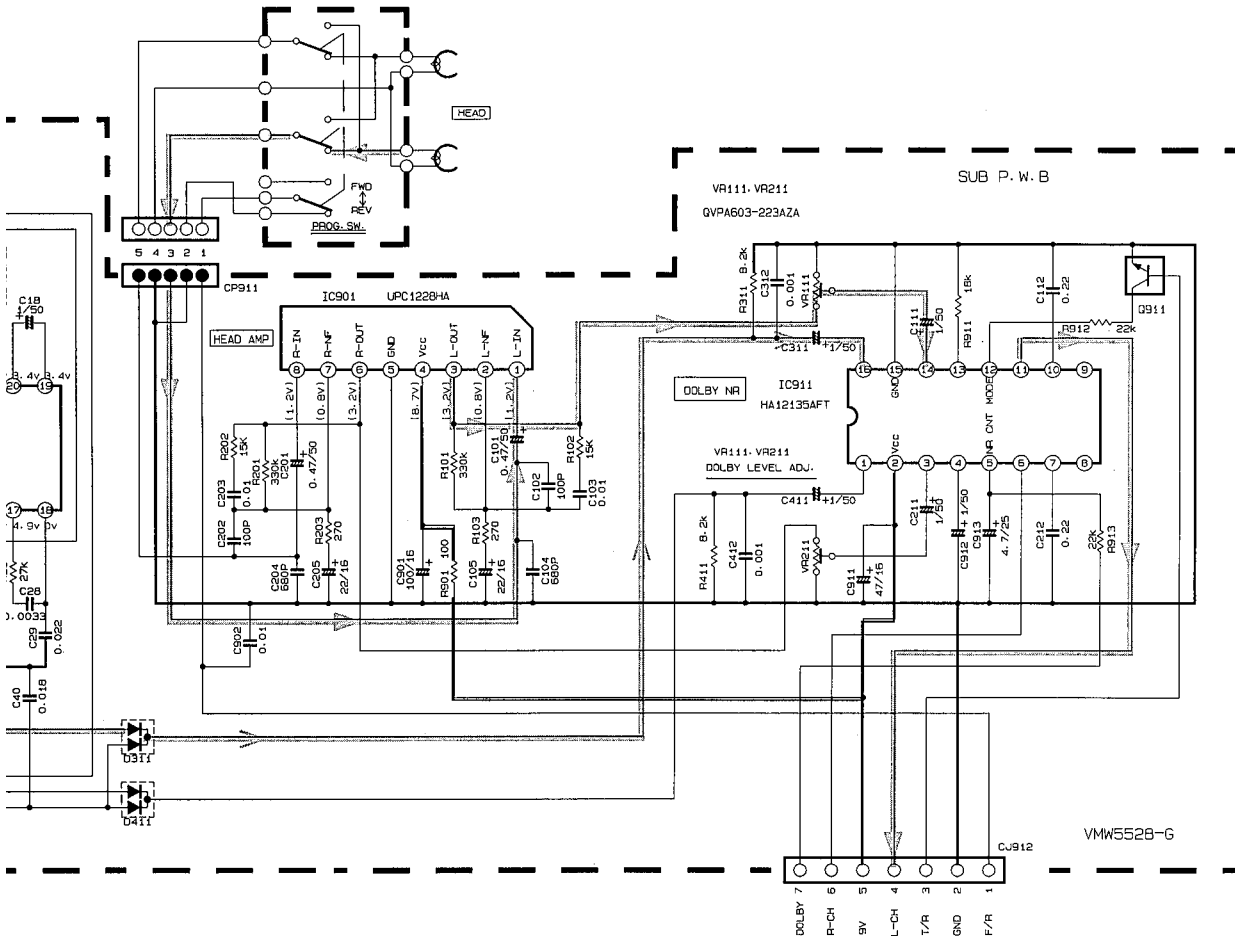 HEAD
FWD
REV
PROG. SW.
5 4 3 2 1
CP911
SUB P.W.B
VR111. VR211
QVPA603-223AZA
C18
1/50
3.4v 3.4v
20 19
17 18
4.9v 0v
27K
C28
0.0033
C29
0.022
C40
0.018
IC901 UPC1228HA
HEAD AMP
R-IN R-NF R-OUT GND Vcc L-OUT L-NF L-IN
8 7 6 5 4 3 2 1
(1.2V) (0.8V) (3.2V) (8.7V) (3.2V) (0.8V) (1.2V)
R202
15K
R201
330k
C201
0.47/50
C203
0.01
C202
100P
R203
270
C204
680P
C205
22/16
C901
100/16
R901 100
R101
330k
C101
0.47/50
C102
100P
R102
15K
C103
0.01
R103
270
C105
22/16
C104
680P
C902
0.01
R311 8.2k
C312
0.001
VR111
C111
1/50
C311 1/50
R911
18k
C112
0.22
Q911
R912 22k
DOLBY NR
IC911
HA12135AFT
16 15 14 13 12 11 10 9
GND MODE
Vcc NR CNT
1 2 3 4 5 6 7 8
VR111. VR211
DOLBY LEVEL ADJ.
C411 1/50
R411 8.2k
C412
0.001
VR211
C911
47/16
C211
1/50
C912 1/50
C913
4.7/25
C212
0.22
22k
R913
D311
D411
VMW5528-G
CJ912
7 6 5 4 3 2 1
DOLBY R-CH 9V L-CH T/R GND F/R